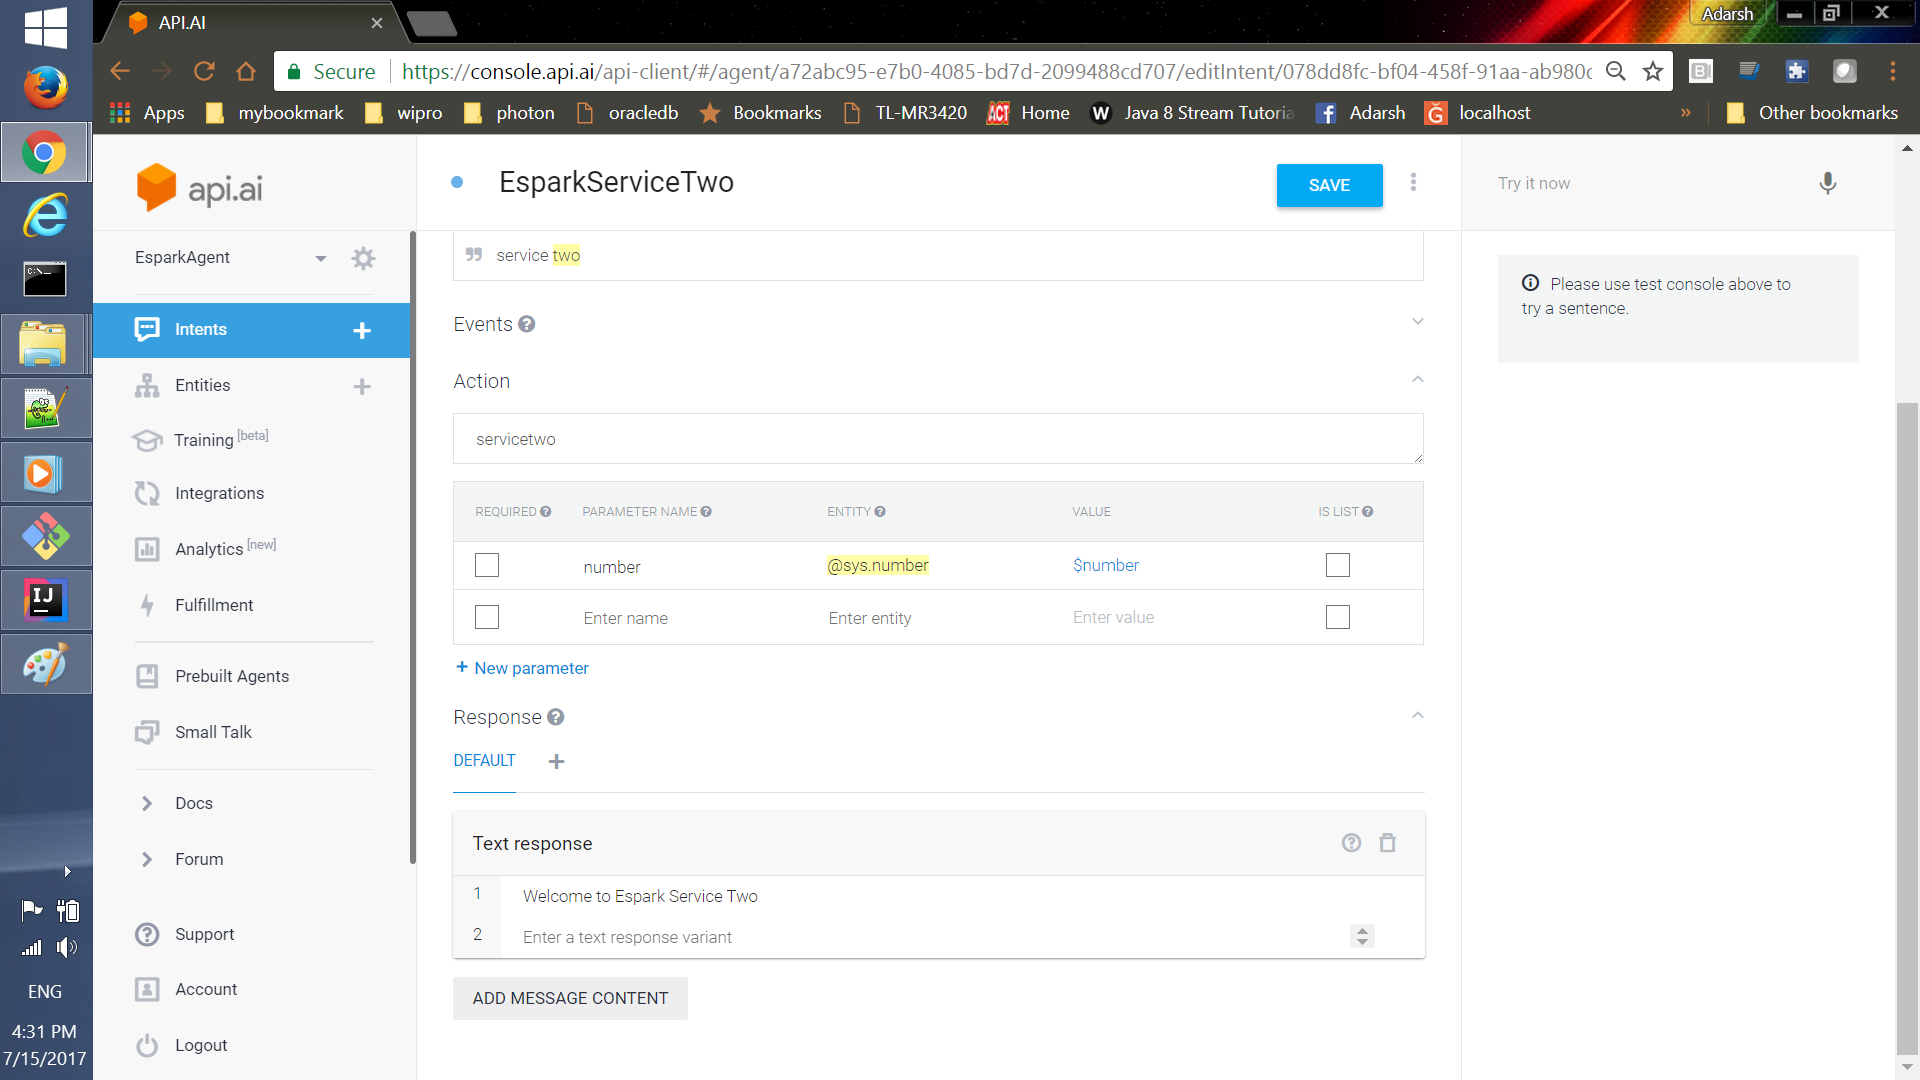 API.AI
Adarsh
Secure
https://console.api.ai/api-client/#/agent/a72abc95-e7b0-4085-bd7d-2099488cd707/editIntent/078dd8fc-bf04-458f-91aa-ab980c
Apps mybookmark wipro photon oracledb Bookmarks TL-MR3420 ACT Home W Java 8 Stream Tutoria Adarsh localhost » Other bookmarks
api.ai
EsparkServiceTwo
SAVE
Try it now
EsparkAgent
Intents
Entities
Training [beta]
Integrations
Analytics [new]
Fulfillment
Prebuilt Agents
Small Talk
Docs
Forum
Support
Account
Logout
service two
Events
Action
servicetwo
REQUIRED PARAMETER NAME ENTITY VALUE IS LIST
number @sys.number $number
Enter name Enter entity Enter value
+ New parameter
Response
DEFAULT +
Text response
1 Welcome to Espark Service Two
2 Enter a text response variant
ADD MESSAGE CONTENT
Please use test console above to
try a sentence.
C:\_
IJ
ENG
4:31 PM
7/15/2017